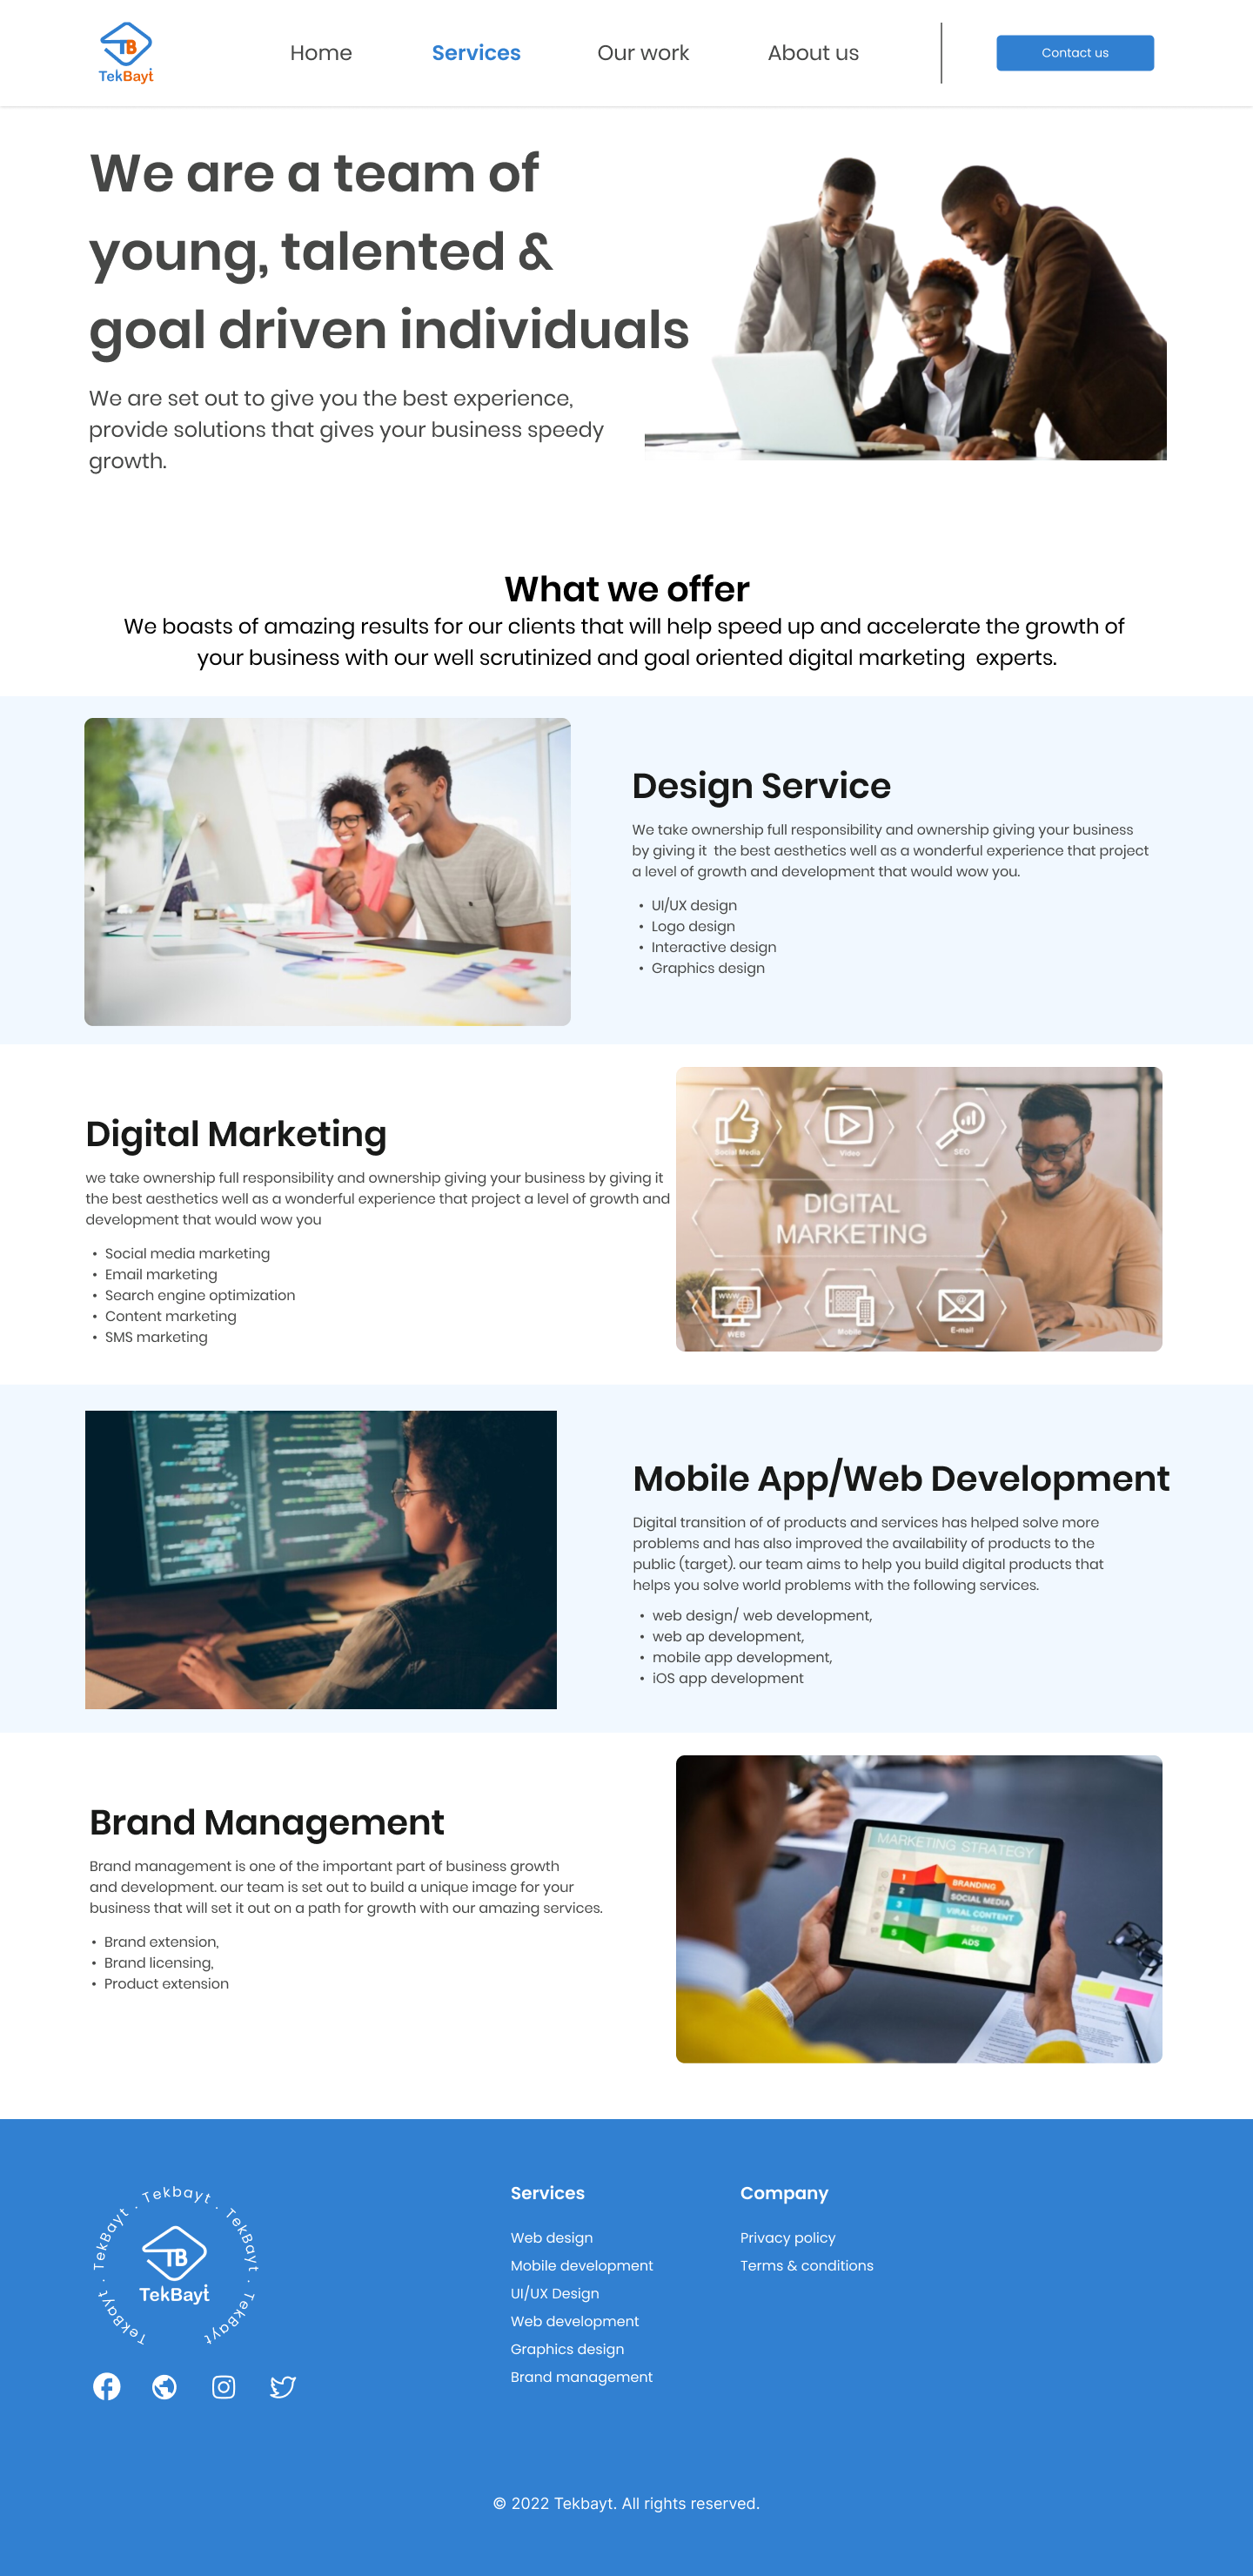 TB
TekBayt
Home
Services
Our work
About us
Contact us
We are a team of
young, talented &
goal driven individuals
We are set out to give you the best experience,
provide solutions that gives your business speedy
growth.
What we offer
We boasts of amazing results for our clients that will help speed up and accelerate the growth of
your business with our well scrutinized and goal oriented digital marketing  experts.
Design Service
We take ownership full responsibility and ownership giving your business
by giving it  the best aesthetics well as a wonderful experience that project
a level of growth and development that would wow you.
• UI/UX design
• Logo design
• Interactive design
• Graphics design
Digital Marketing
we take ownership full responsibility and ownership giving your business by giving it
the best aesthetics well as a wonderful experience that project a level of growth and
development that would wow you
• Social media marketing
• Email marketing
• Search engine optimization
• Content marketing
• SMS marketing
Social Media
Video
SEO
DIGITAL
MARKETING
WWW
WEB
Mobile
E-mail
Mobile App/Web Development
Digital transition of of products and services has helped solve more
problems and has also improved the availability of products to the
public (target). our team aims to help you build digital products that
helps you solve world problems with the following services.
• web design/ web development,
• web ap development,
• mobile app development,
• iOS app development
Brand Management
Brand management is one of the important part of business growth
and development. our team is set out to build a unique image for your
business that will set it out on a path for growth with our amazing services.
• Brand extension,
• Brand licensing,
• Product extension
MARKETING STRATEGY
1 BRANDING
2 SOCIAL MEDIA
3 VIRAL CONTENT
4 SEO
5 ADS
TekBayt . TekBayt . Tekbayt . TekBayt . TekBayt
TB
TekBayt
Services
Web design
Mobile development
UI/UX Design
Web development
Graphics design
Brand management
Company
Privacy policy
Terms & conditions
© 2022 Tekbayt. All rights reserved.